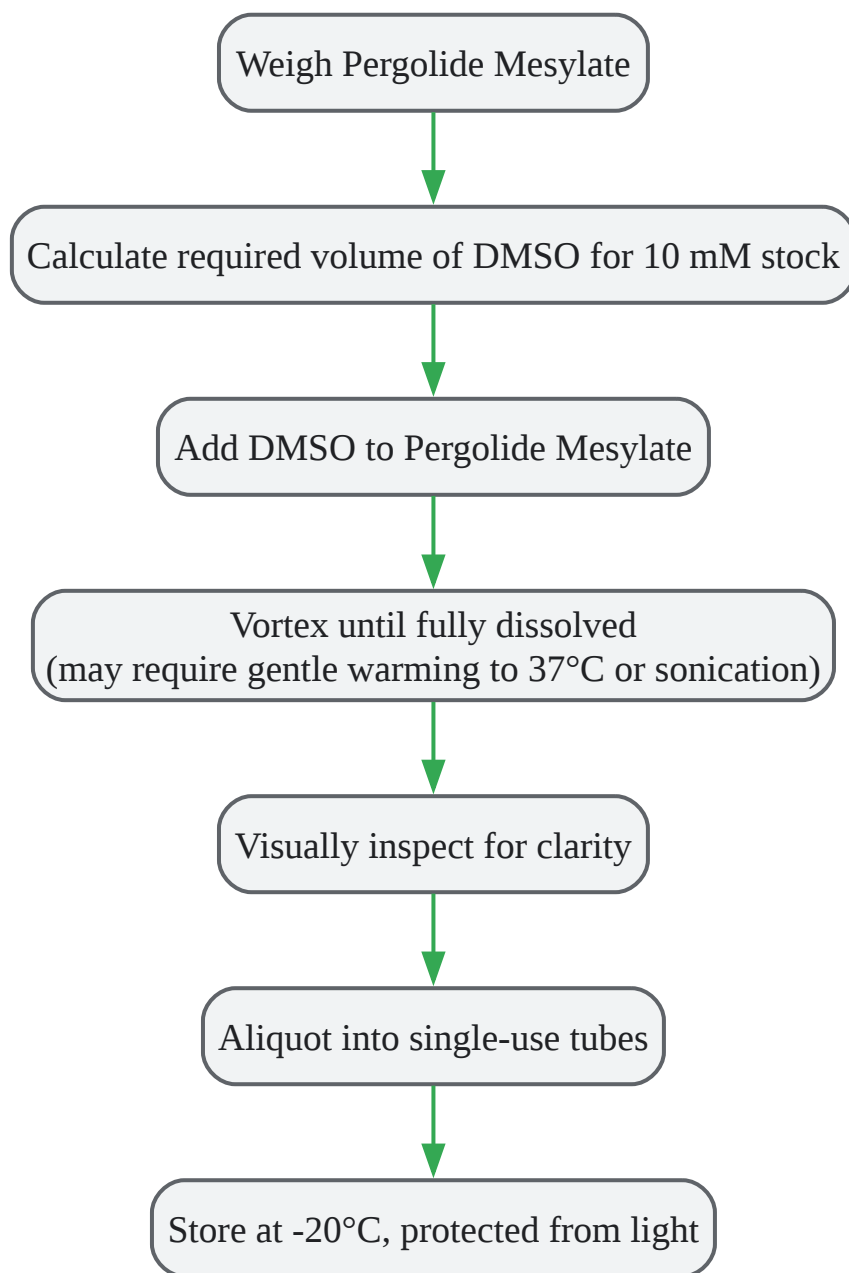 Weigh Pergolide Mesylate
Calculate required volume of DMSO for 10 mM stock
Add DMSO to Pergolide Mesylate
Vortex until fully dissolved
(may require gentle warming to 37°C or sonication)
Visually inspect for clarity
Aliquot into single-use tubes
Store at -20°C, protected from light